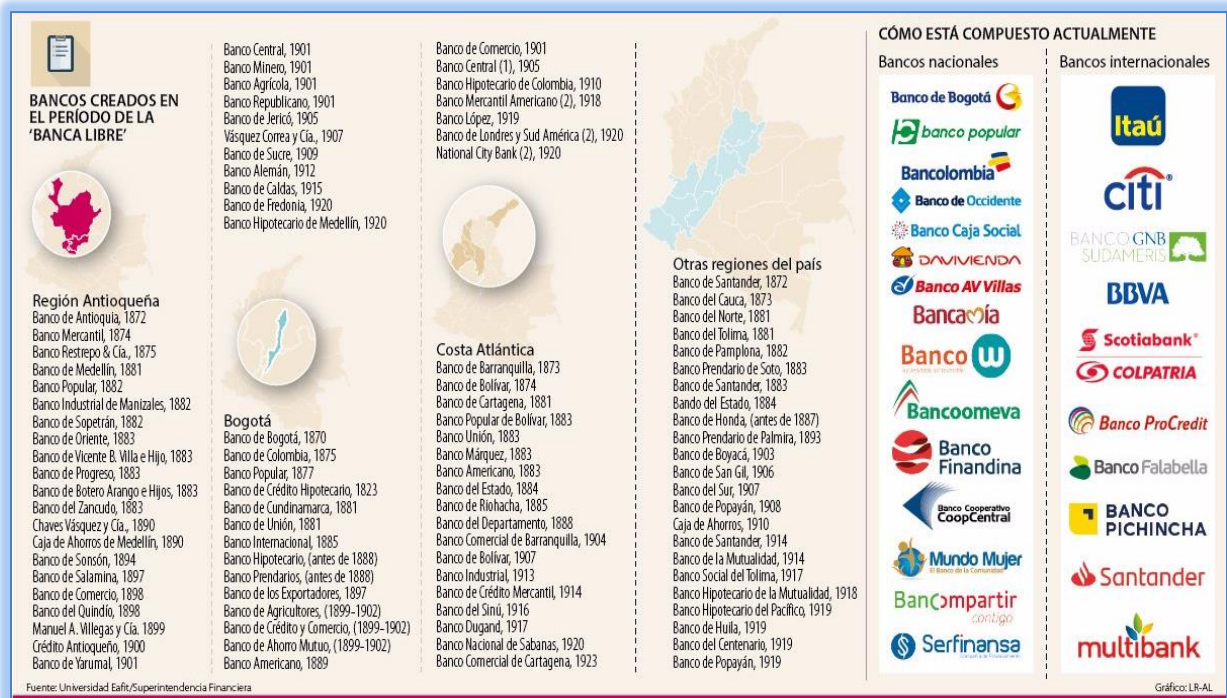 BANCOS CREADOS EN
EL PERÍODO DE LA
'BANCA LIBRE'
Región Antioqueña
Banco de Antioquia, 1872
Banco Mercantil, 1874
Banco Restrepo & Cía., 1875
Banco de Medellín, 1881
Banco Popular, 1882
Banco Industrial de Manizales, 1882
Banco de Sopetrán, 1882
Banco de Oriente, 1883
Banco de Vicente B. Villa e Hijo, 1883
Banco de Progreso, 1883
Banco de Botero Arango e Hijos, 1883
Banco del Zancudo, 1883
Chaves Vásquez y Cía., 1890
Caja de Ahorros de Medellín, 1890
Banco de Sonsón, 1894
Banco de Salamina, 1897
Banco de Comercio, 1898
Banco del Quindío, 1898
Manuel A. Villegas y Cía. 1899
Crédito Antioqueño, 1900
Banco de Yarumal, 1901
Banco Central, 1901
Banco Minero, 1901
Banco Agrícola, 1901
Banco Republicano, 1901
Banco de Jericó, 1905
Vásquez Correa y Cía., 1907
Banco de Sucre, 1909
Banco Alemán, 1912
Banco de Caldas, 1915
Banco de Fredonia, 1920
Banco Hipotecario de Medellín, 1920
Bogotá
Banco de Bogotá, 1870
Banco de Colombia, 1875
Banco Popular, 1877
Banco de Crédito Hipotecario, 1823
Banco de Cundinamarca, 1881
Banco de Unión, 1881
Banco Internacional, 1885
Banco Hipotecario, (antes de 1888)
Banco Prendarios, (antes de 1888)
Banco de los Exportadores, 1897
Banco de Agricultores, (1899-1902)
Banco de Crédito y Comercio, (1899-1902)
Banco de Ahorro Mutuo, (1899-1902)
Banco Americano, 1889
Banco de Comercio, 1901
Banco Central (1), 1905
Banco Hipotecario de Colombia, 1910
Banco Mercantil Americano (2), 1918
Banco López, 1919
Banco de Londres y Sud América (2), 1920
National City Bank (2), 1920
Costa Atlántica
Banco de Barranquilla, 1873
Banco de Bolívar, 1874
Banco de Cartagena, 1881
Banco Popular de Bolívar, 1883
Banco Unión, 1883
Banco Márquez, 1883
Banco Americano, 1883
Banco del Estado, 1884
Banco de Riohacha, 1885
Banco del Departamento, 1888
Banco Comercial de Barranquilla, 1904
Banco de Bolívar, 1907
Banco Industrial, 1913
Banco de Crédito Mercantil, 1914
Banco del Sinú, 1916
Banco Dugand, 1917
Banco Nacional de Sabanas, 1920
Banco Comercial de Cartagena, 1923
Otras regiones del país
Banco de Santander, 1872
Banco del Cauca, 1873
Banco del Norte, 1881
Banco del Tolima, 1881
Banco de Pamplona, 1882
Banco Prendario de Soto, 1883
Banco de Santander, 1883
Bando del Estado, 1884
Banco de Honda, (antes de 1887)
Banco Prendario de Palmira, 1893
Banco de Boyacá, 1903
Banco de San Gil, 1906
Banco del Sur, 1907
Banco de Popayán, 1908
Caja de Ahorros, 1910
Banco de Santander, 1914
Banco de la Mutualidad, 1914
Banco Social del Tolima, 1917
Banco Hipotecario de la Mutualidad, 1918
Banco Hipotecario del Pacífico, 1919
Banco de Huila, 1919
Banco del Centenario, 1919
Banco de Popayán, 1919
CÓMO ESTÁ COMPUESTO ACTUALMENTE
Bancos nacionales
Banco de Bogotá
banco popular
Bancolombia
Banco de Occidente
Banco Caja Social
DAVIVIENDA
Banco AV Villas
Bancamía
Banco W
Bancoomeva
Banco
Finandina
Banco Cooperativo
CoopCentral
Mundo Mujer
El Banco de la Comunidad
Bancompartir
contigo
Serfinansa
Bancos internacionales
Itaú
citi
BANCO GNB
SUDAMERIS
BBVA
Scotiabank
COLPATRIA
Banco ProCredit
Banco Falabella
BANCO
PICHINCHA
Santander
multibank
Fuente: Universidad Eafit/Superintendencia Financiera
Gráfico: LR-AL